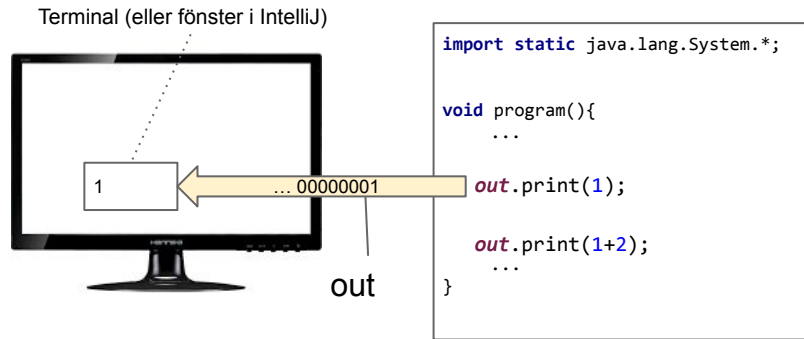 Terminal (eller fönster i IntelliJ)
1
... 00000001
out
import static java.lang.System.*;
void program(){
...
out.print(1);
out.print(1+2);
...
}